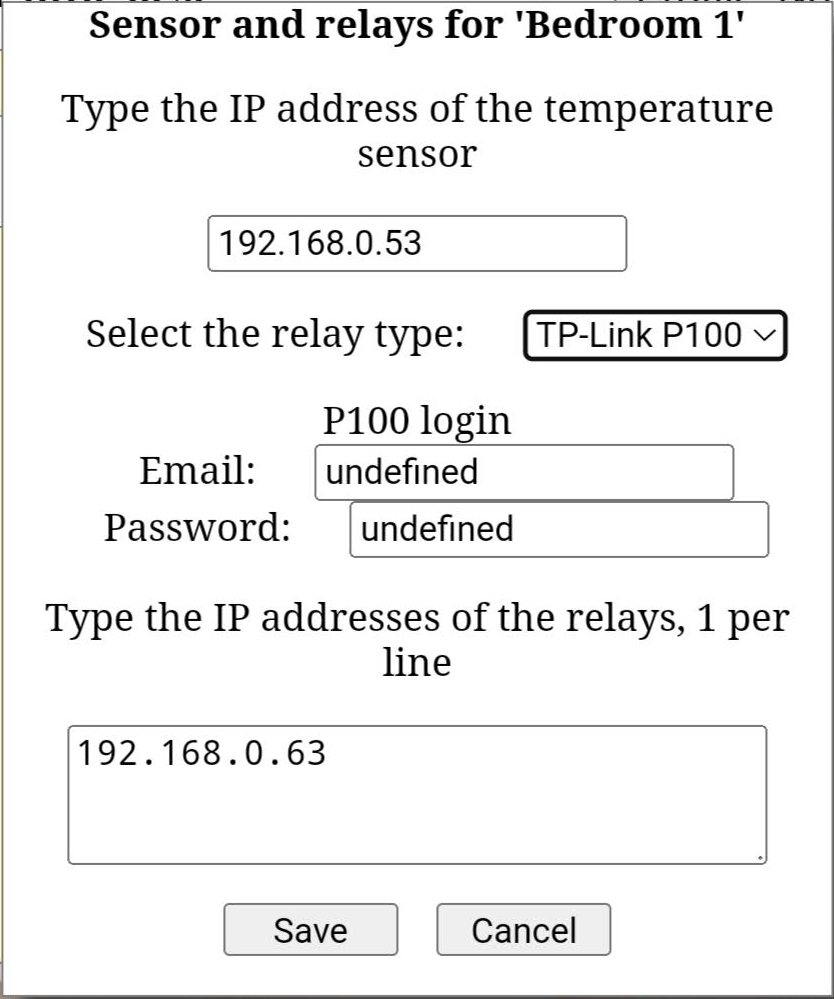 Sensor and relays for 'Bedroom 1'
Type the IP address of the temperature
sensor
192.168.0.53
Select the relay type: TP-Link P100
P100 login
Email: undefined
Password: undefined
Type the IP addresses of the relays, 1 per
line
192.168.0.63
Save Cancel